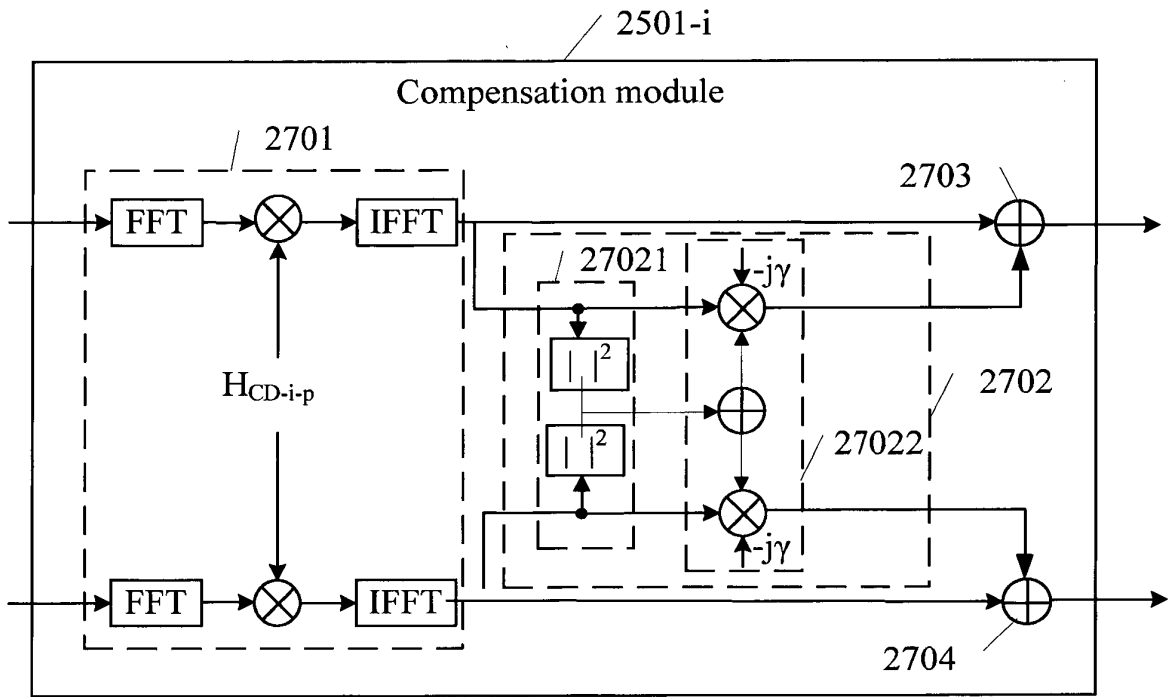 2501-i
Compensation module
2701
2703
FFT
IFFT
27021
-jγ
| |²
H_CD-i-p
2702
| |²
27022
-jγ
FFT
IFFT
2704